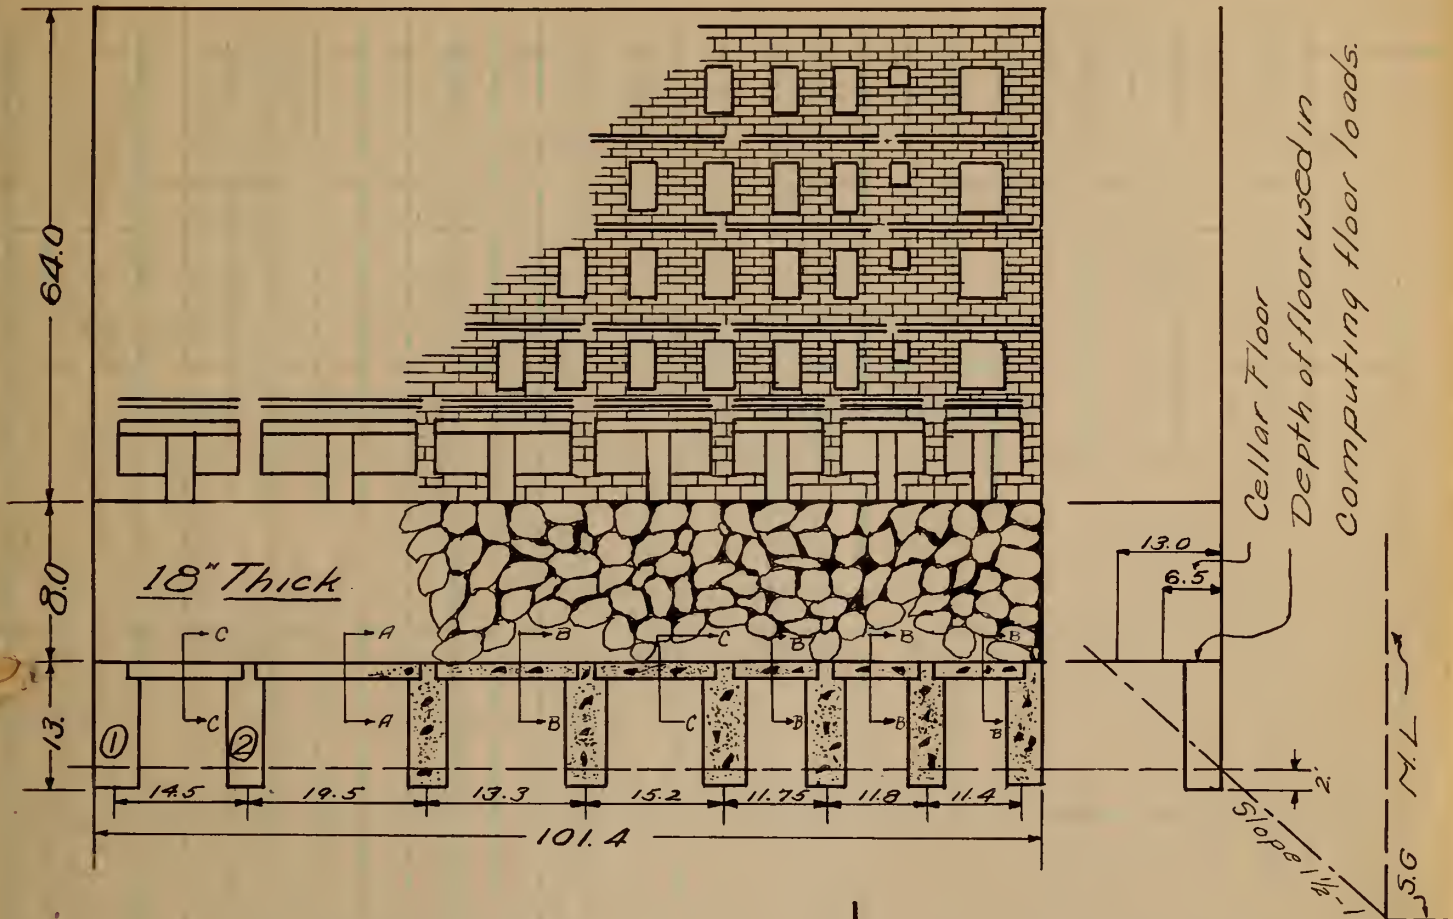 64.0
8.0
13.
18" Thick
C
A
B
C
B
B
B
C
A
B
C
B
B
B
1
2
14.5
19.5
13.3
15.2
11.75
11.8
11.4
101.4
13.0
6.5
2'
Cellar Floor
Depth of floor used in
Computing floor loads.
Slope 1½-1
S.G
M.L